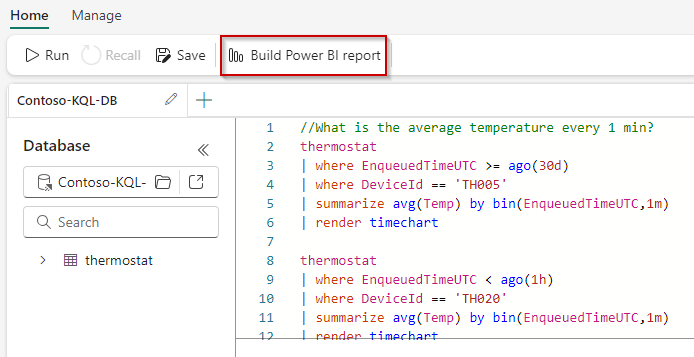 Home Manage
Run Recall Save Build Power BI report
Contoso-KQL-DB
Database
Contoso-KQL-
Search
thermostat
1 //What is the average temperature every 1 min?
2 thermostat
3 | where EnqueuedTimeUTC >= ago(30d)
4 | where DeviceId == 'TH005'
5 | summarize avg(Temp) by bin(EnqueuedTimeUTC,1m)
6 | render timechart
7
8 thermostat
9 | where EnqueuedTimeUTC < ago(1h)
10 | where DeviceId == 'TH020'
11 | summarize avg(Temp) by bin(EnqueuedTimeUTC,1m)
12 | render timechart